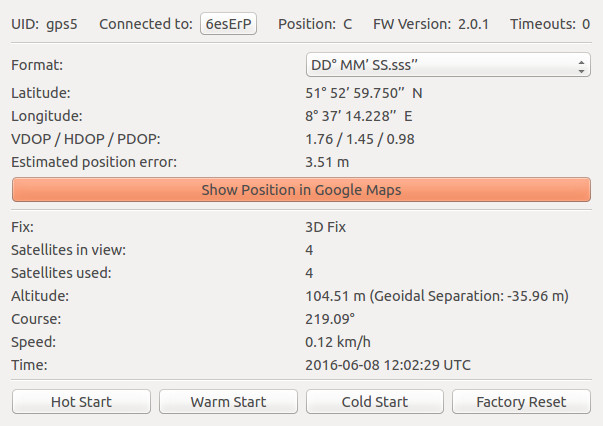 UID: gps5 Connected to: 6esErP Position: C FW Version: 2.0.1 Timeouts: 0
Format: DD° MM’ SS.sss’’
Latitude: 51° 52’ 59.750’’ N
Longitude: 8° 37’ 14.228’’ E
VDOP / HDOP / PDOP: 1.76 / 1.45 / 0.98
Estimated position error: 3.51 m
Show Position in Google Maps
Fix: 3D Fix
Satellites in view: 4
Satellites used: 4
Altitude: 104.51 m (Geoidal Separation: -35.96 m)
Course: 219.09°
Speed: 0.12 km/h
Time: 2016-06-08 12:02:29 UTC
Hot Start Warm Start Cold Start Factory Reset